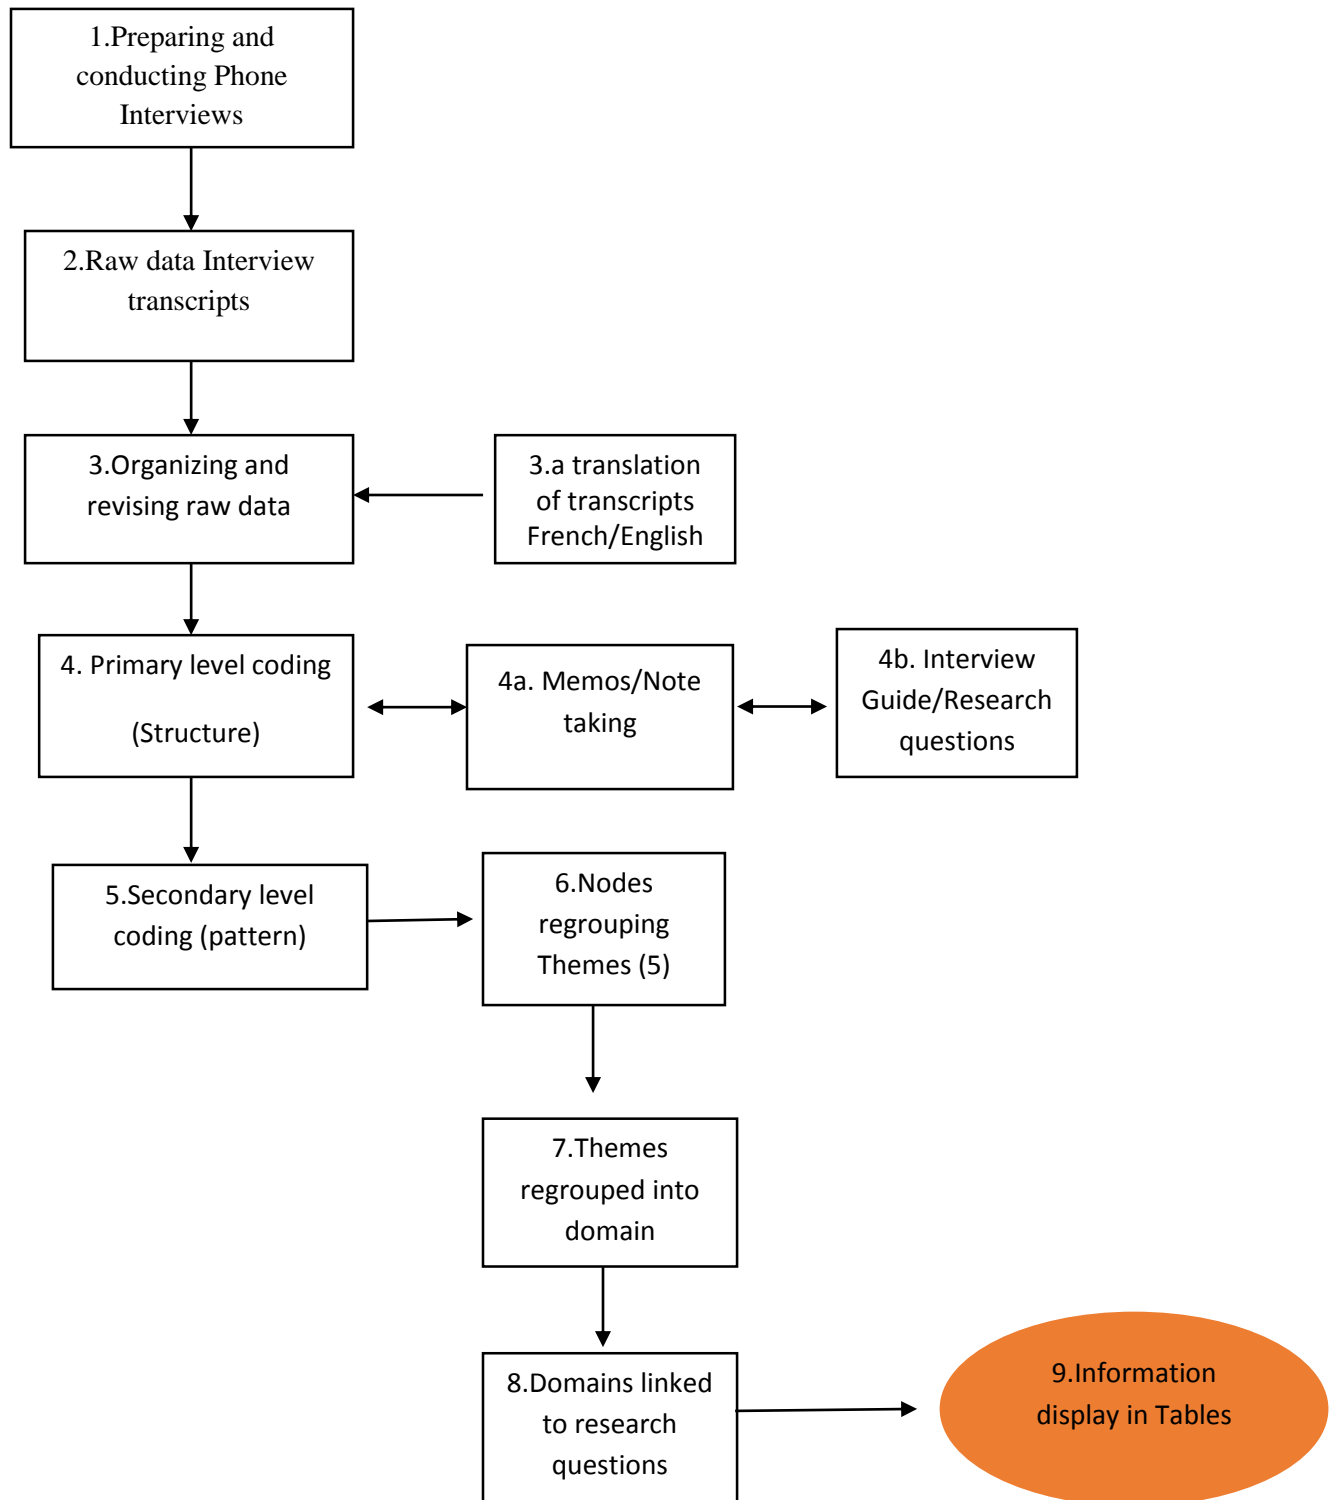 1.Preparing and
conducting Phone
Interviews
2.Raw data Interview
transcripts
3.Organizing and
revising raw data
3.a translation
of transcripts
French/English
4. Primary level coding
(Structure)
4a. Memos/Note
taking
4b. Interview
Guide/Research
questions
5.Secondary level
coding (pattern)
6.Nodes
regrouping
Themes (5)
7.Themes
regrouped into
domain
8.Domains linked
to research
questions
9.Information
display in Tables